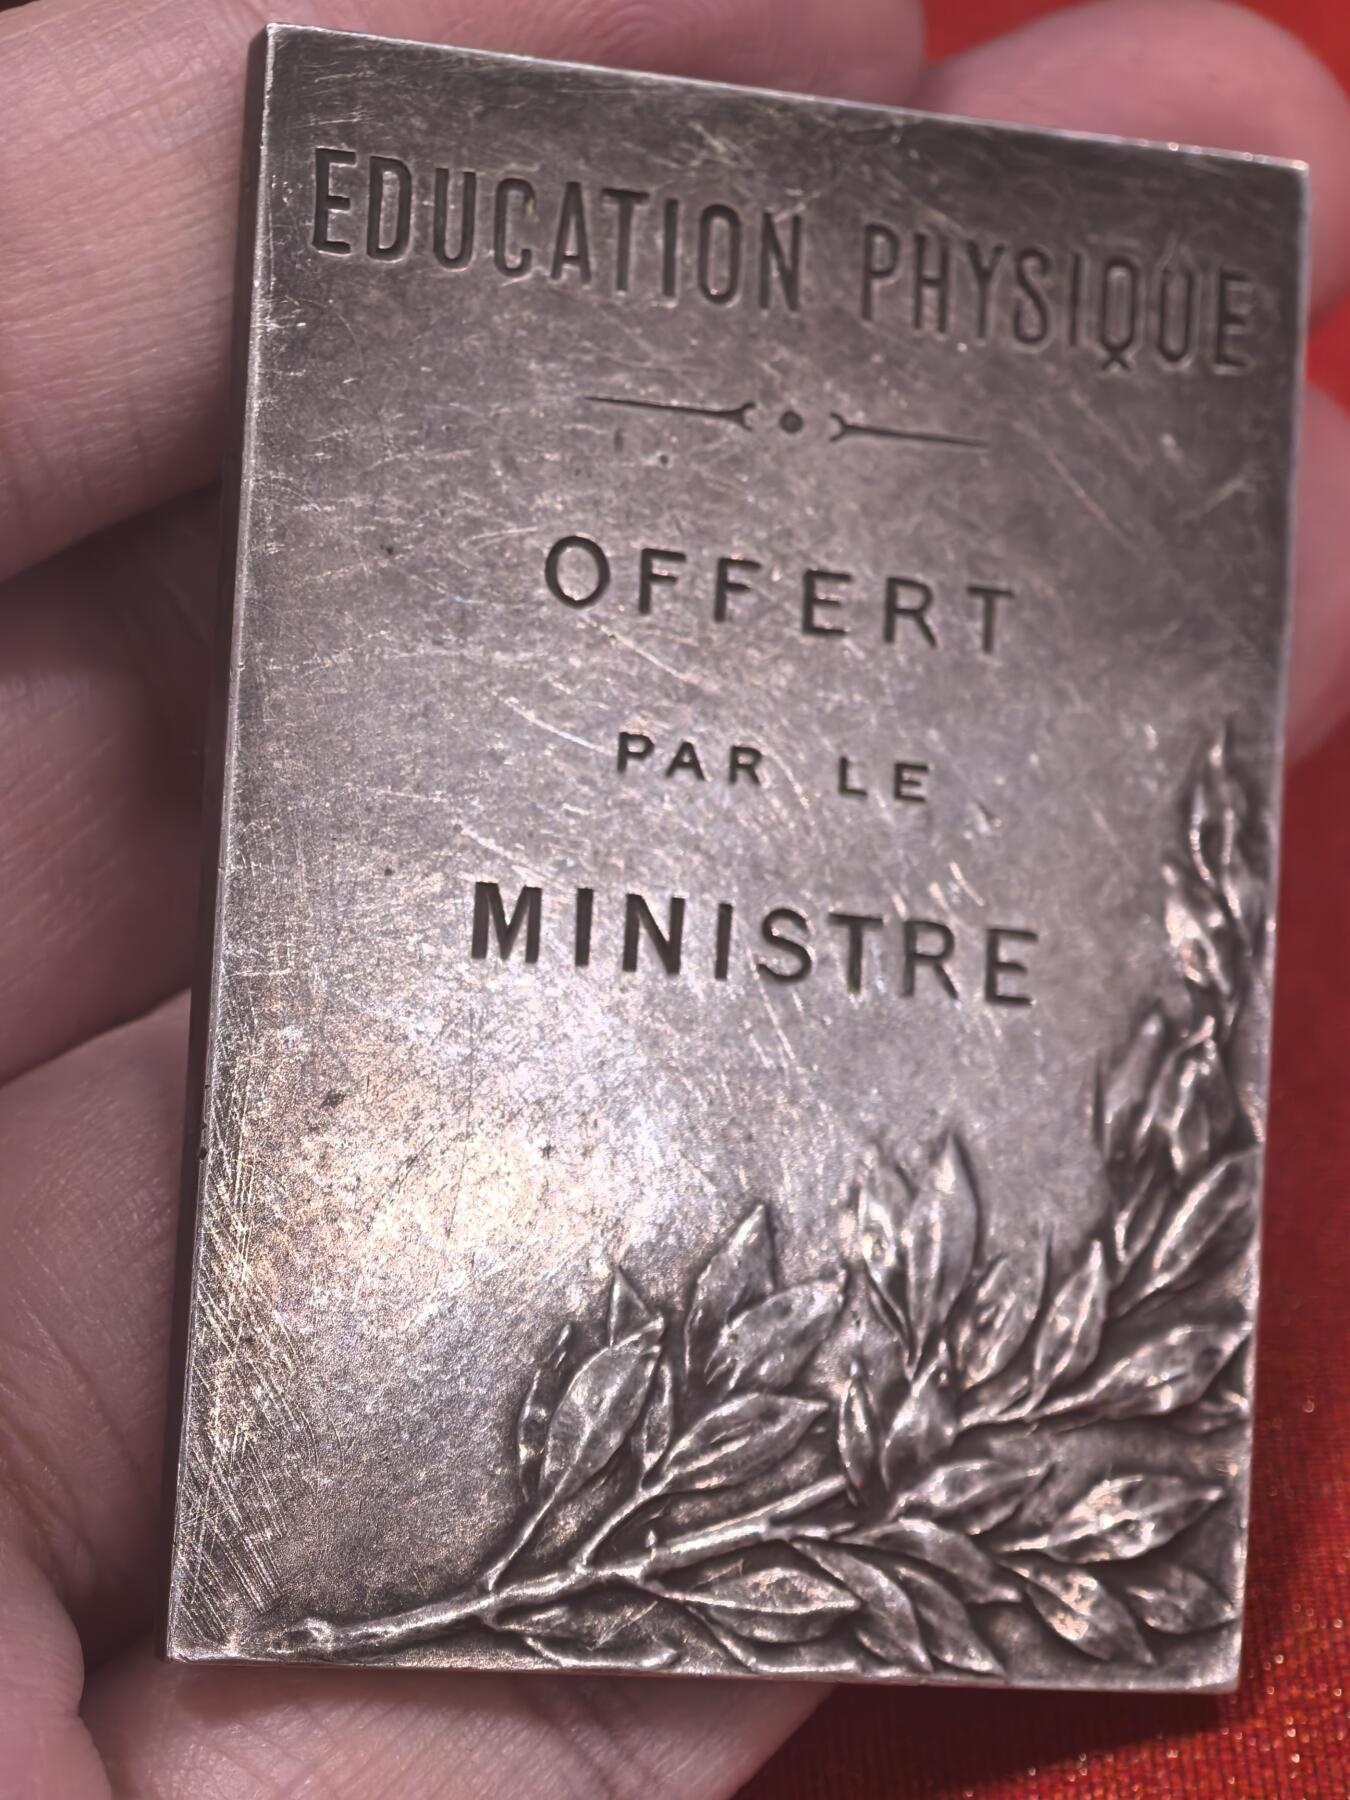 EDUCATION PHYSIQUE
OFFERT
PAR LE
MINISTRE